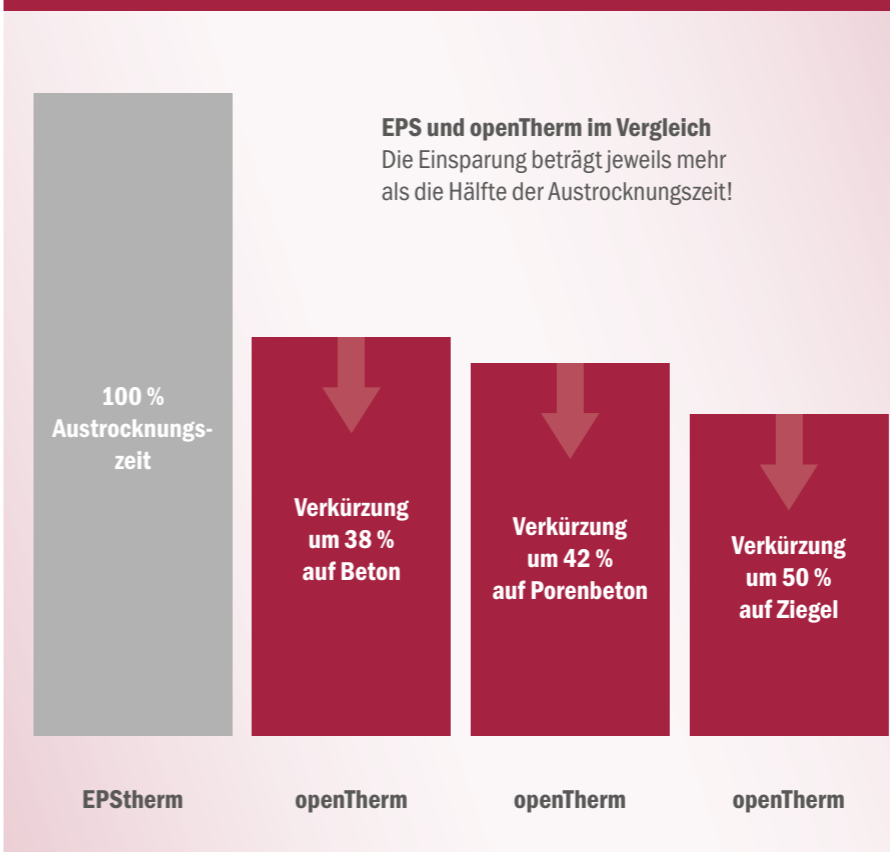 EPS und openTherm im Vergleich
Die Einsparung beträgt jeweils mehr
als die Hälfte der Austrocknungszeit!
100 %
Austrocknungs-
zeit
Verkürzung
um 38 %
auf Beton
Verkürzung
um 42 %
auf Porenbeton
Verkürzung
um 50 %
auf Ziegel
EPStherm
openTherm
openTherm
openTherm